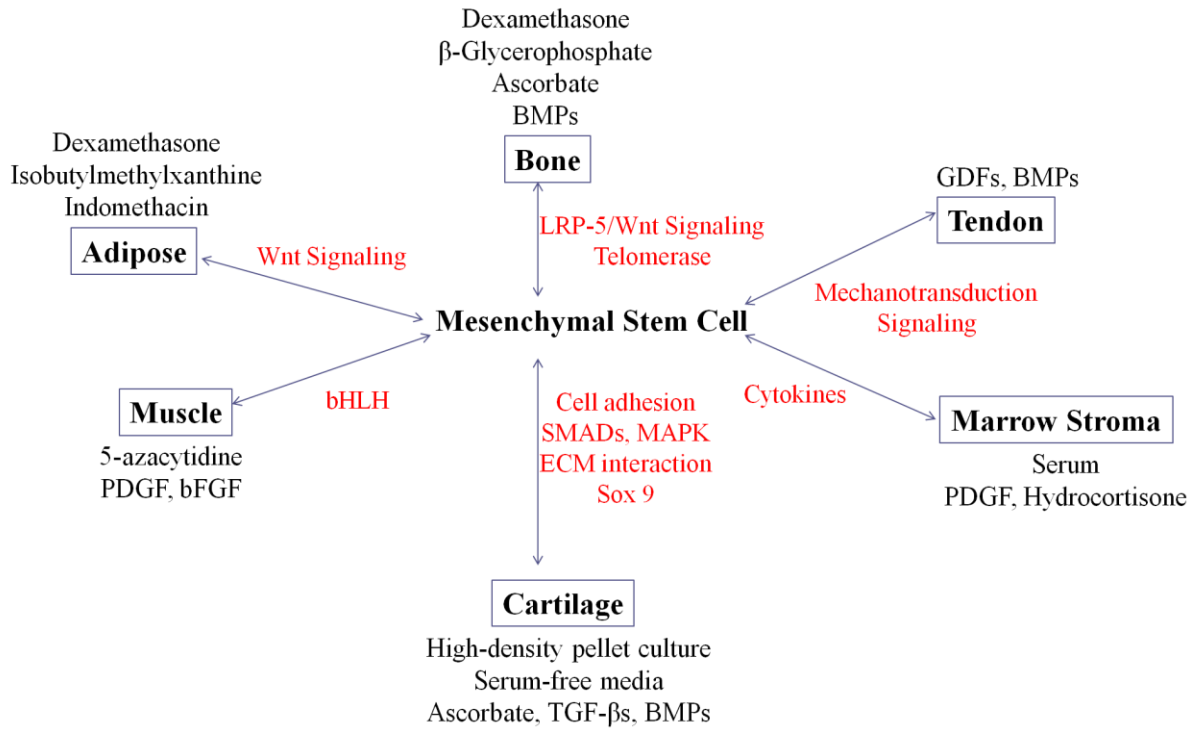 Dexamethasone
β-Glycerophosphate
Ascorbate
BMPs
Bone
Dexamethasone
Isobutylmethylxanthine
Indomethacin
Adipose
GDFs, BMPs
Tendon
LRP-5/Wnt Signaling
Telomerase
Wnt Signaling
Mechanotransduction
Signaling
Mesenchymal Stem Cell
Muscle
5-azacytidine
PDGF, bFGF
bHLH
Cell adhesion
SMADs, MAPK
ECM interaction
Sox 9
Cytokines
Marrow Stroma
Serum
PDGF, Hydrocortisone
Cartilage
High-density pellet culture
Serum-free media
Ascorbate, TGF-βs, BMPs